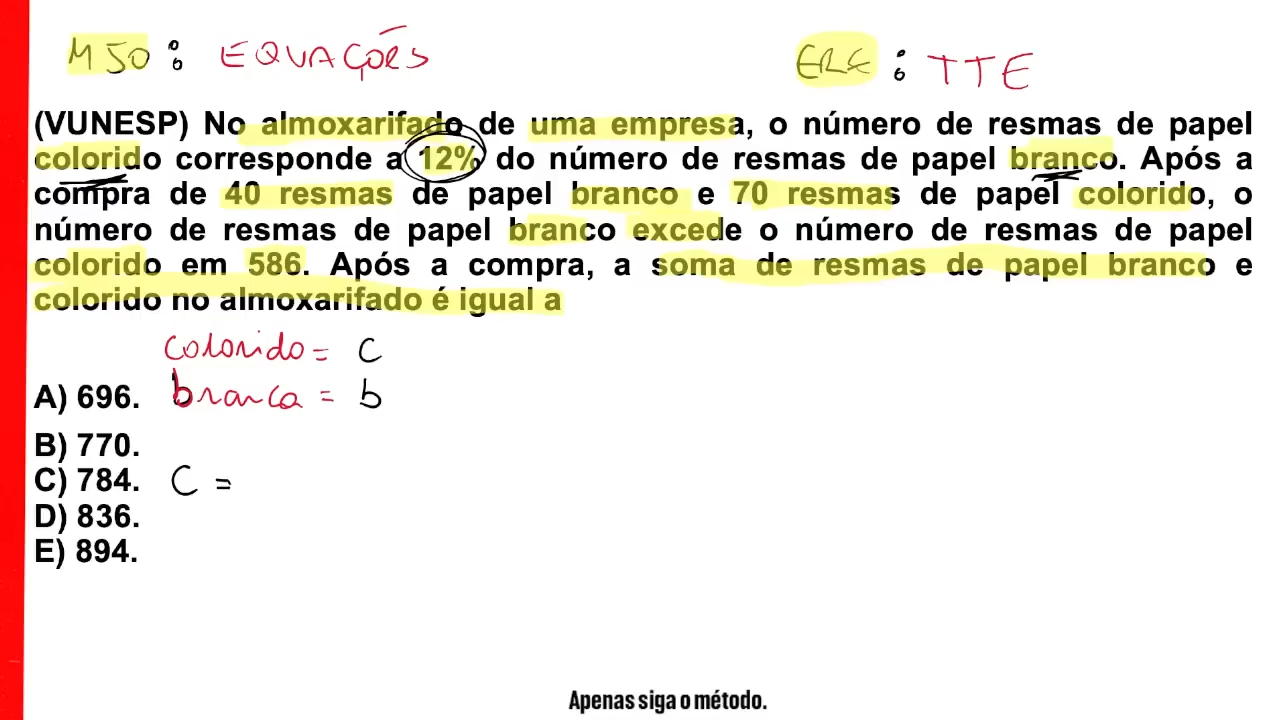 M50: EQUAÇÕES
ERE: TTE
(VUNESP) No almoxarifado de uma empresa, o número de resmas de papel
colorido corresponde a 12% do número de resmas de papel branco. Após a
compra de 40 resmas de papel branco e 70 resmas de papel colorido, o
número de resmas de papel branco excede o número de resmas de papel
colorido em 586. Após a compra, a soma de resmas de papel branco e
colorido no almoxarifado é igual a
colorido = c
A) 696. branca = b
B) 770.
C) 784. C =
D) 836.
E) 894.
Apenas siga o método.